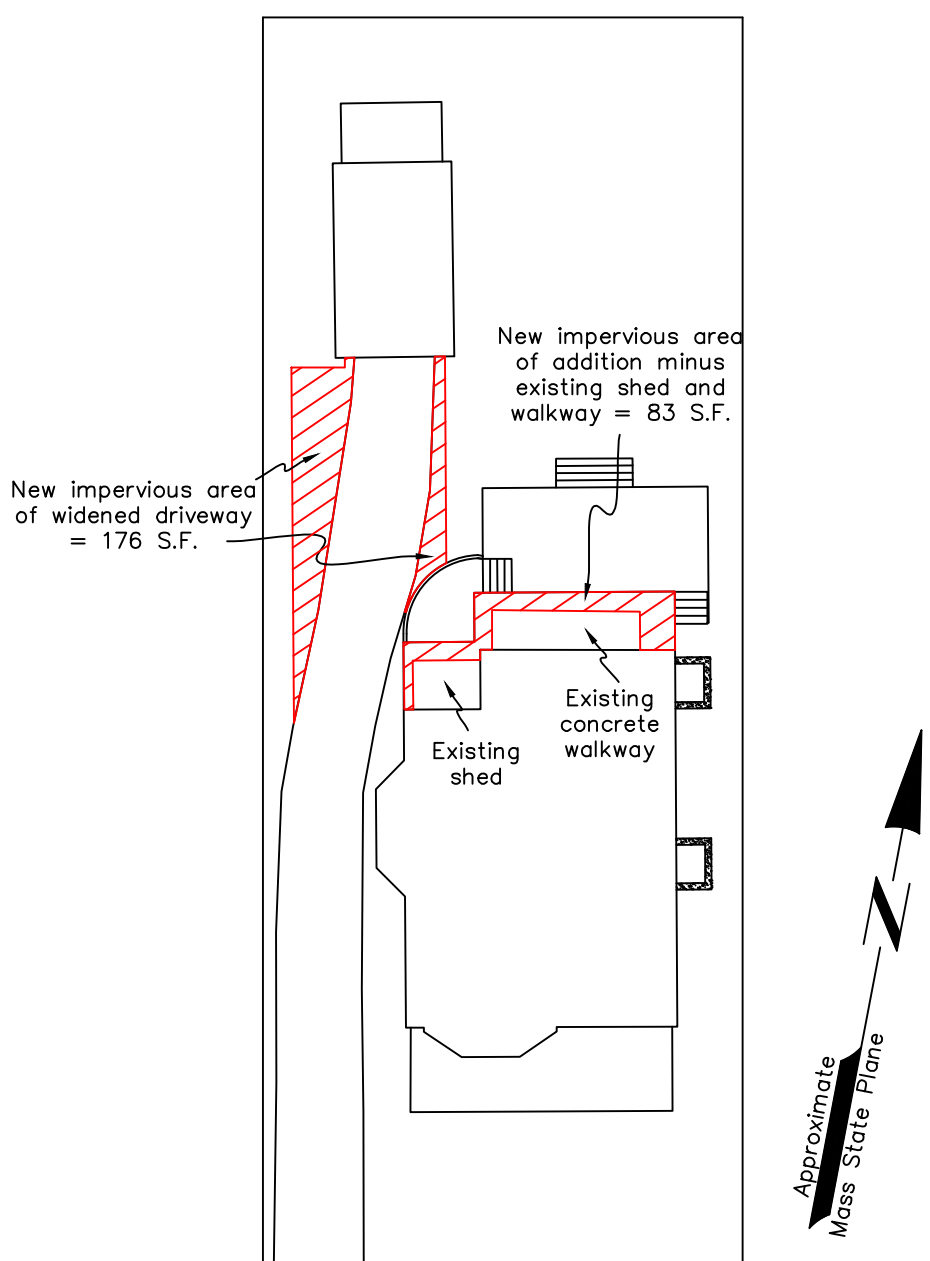 New impervious area
of addition minus
existing shed and
walkway = 83 S.F.
New impervious area
of widened driveway
= 176 S.F.
Existing
concrete
walkway
Existing
shed
N
Approximate
Mass State Plane